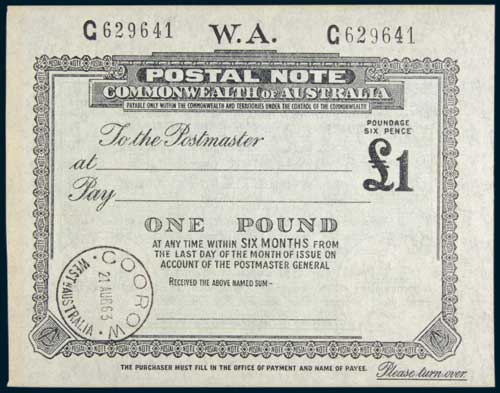 G629641 W.A. G629641
POSTAL NOTE
COMMONWEALTH OF AUSTRALIA
PAYABLE ONLY WITHIN THE COMMONWEALTH AND TERRITORIES UNDER THE CONTROL OF THE COMMONWEALTH
POUNDAGE
SIX PENCE
£1
To the Postmaster
at
Pay
ONE POUND
AT ANY TIME WITHIN SIX MONTHS FROM
THE LAST DAY OF THE MONTH OF ISSUE ON
ACCOUNT OF THE POSTMASTER GENERAL
RECEIVED THE ABOVE NAMED SUM–
COOROW
21 AU 63
WEST AUSTRALIA
THE PURCHASER MUST FILL IN THE OFFICE OF PAYMENT AND NAME OF PAYEE.
Please turn over.